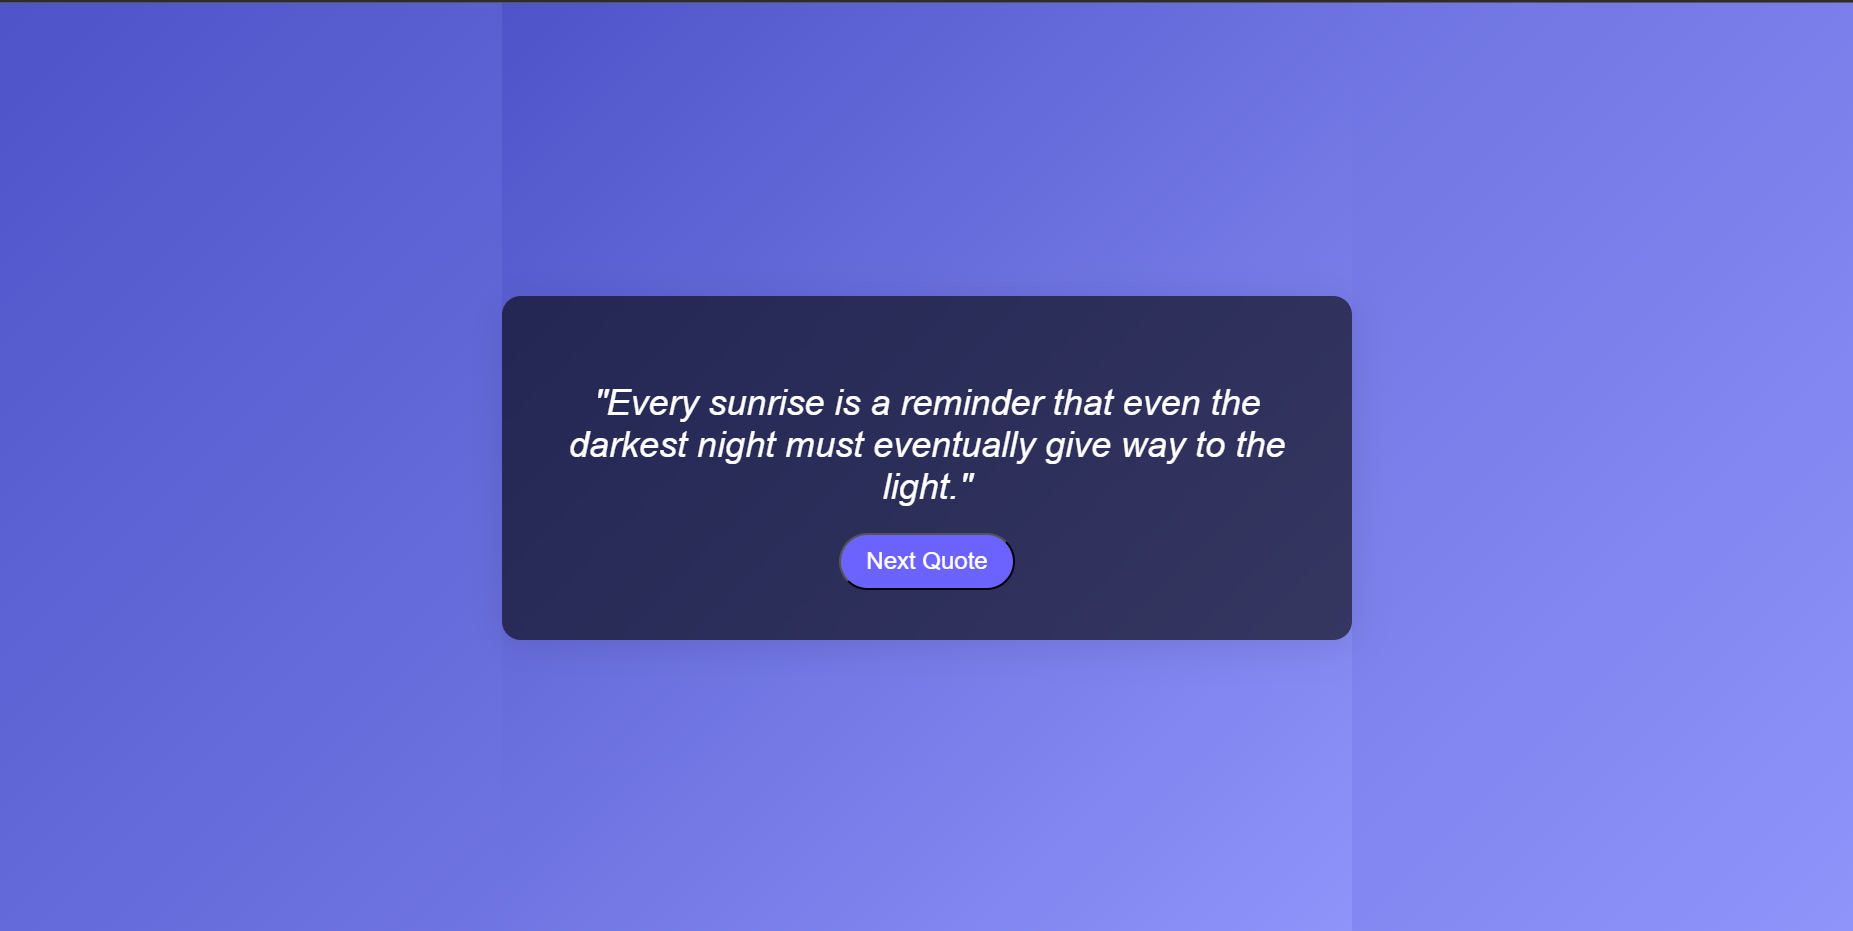 "Every sunrise is a reminder that even the
darkest night must eventually give way to the
light."
Next Quote